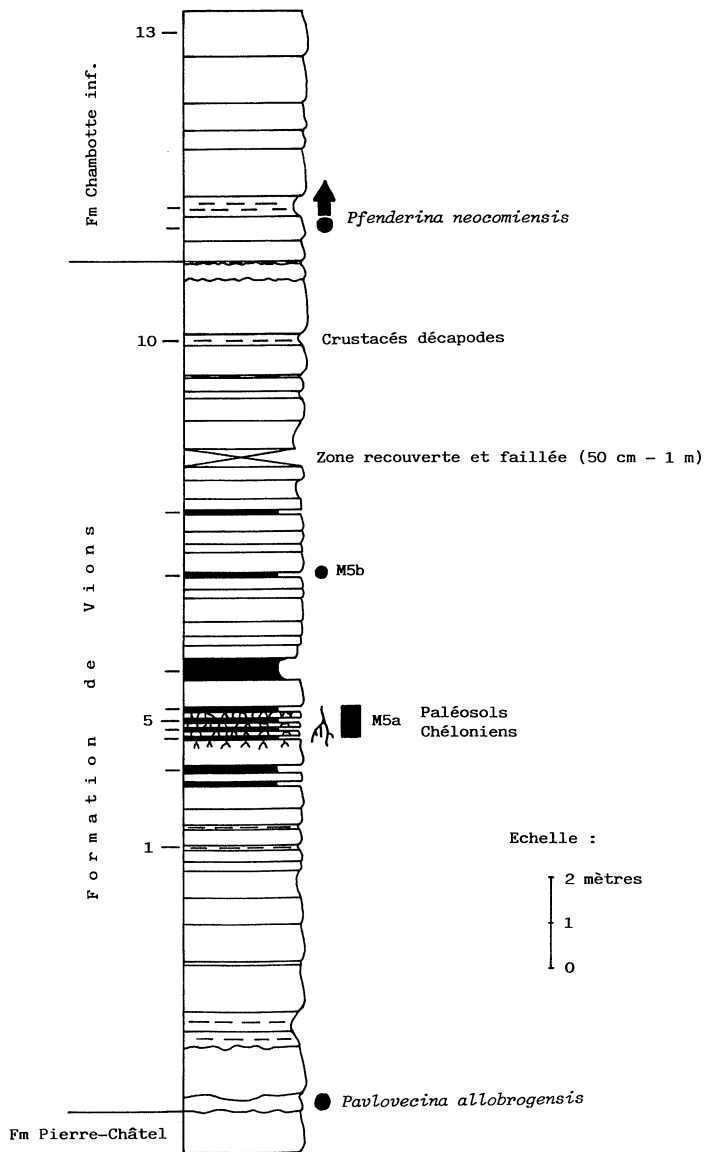 13
Fm Chambotte inf.
Pfenderina neocomiensis
10
Crustacés décapodes
Zone recouverte et faillée (50 cm – 1 m)
Formation de Vions
M5b
5
M5a
Paléosols
Chéloniens
1
Echelle :
2 mètres
1
0
Pavlovecina allobrogensis
Fm Pierre-Châtel